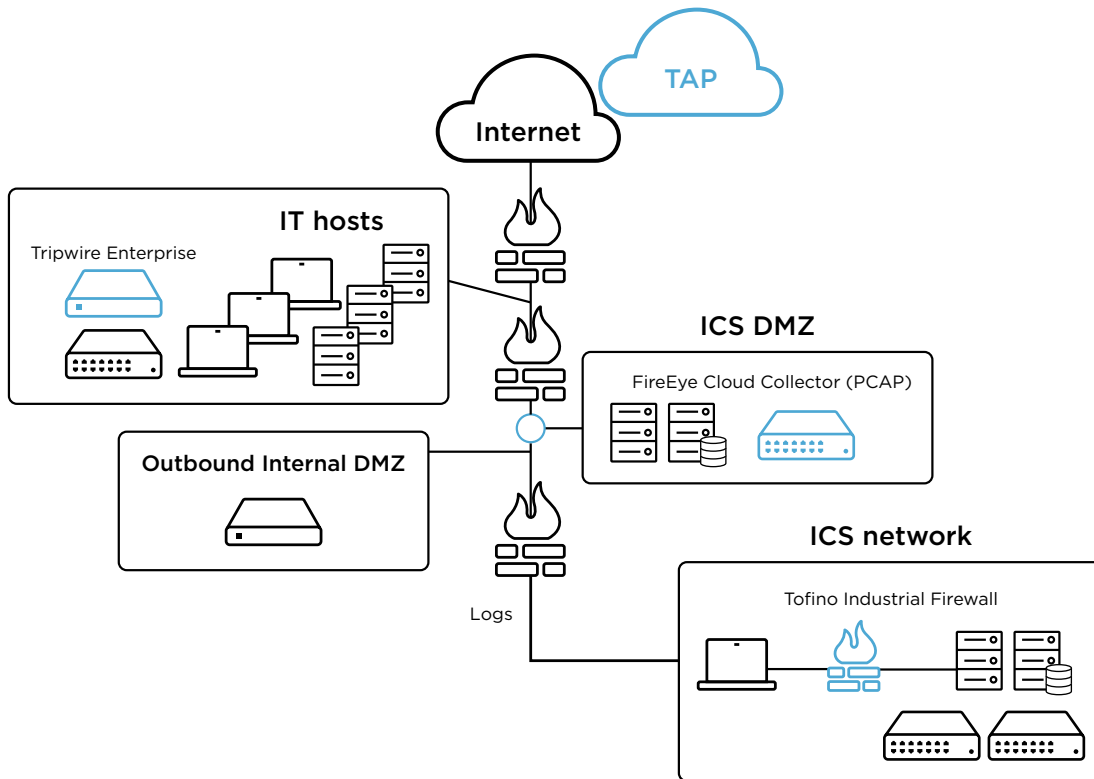 TAP
Internet
IT hosts
Tripwire Enterprise
ICS DMZ
FireEye Cloud Collector (PCAP)
Outbound Internal DMZ
ICS network
Logs
Tofino Industrial Firewall